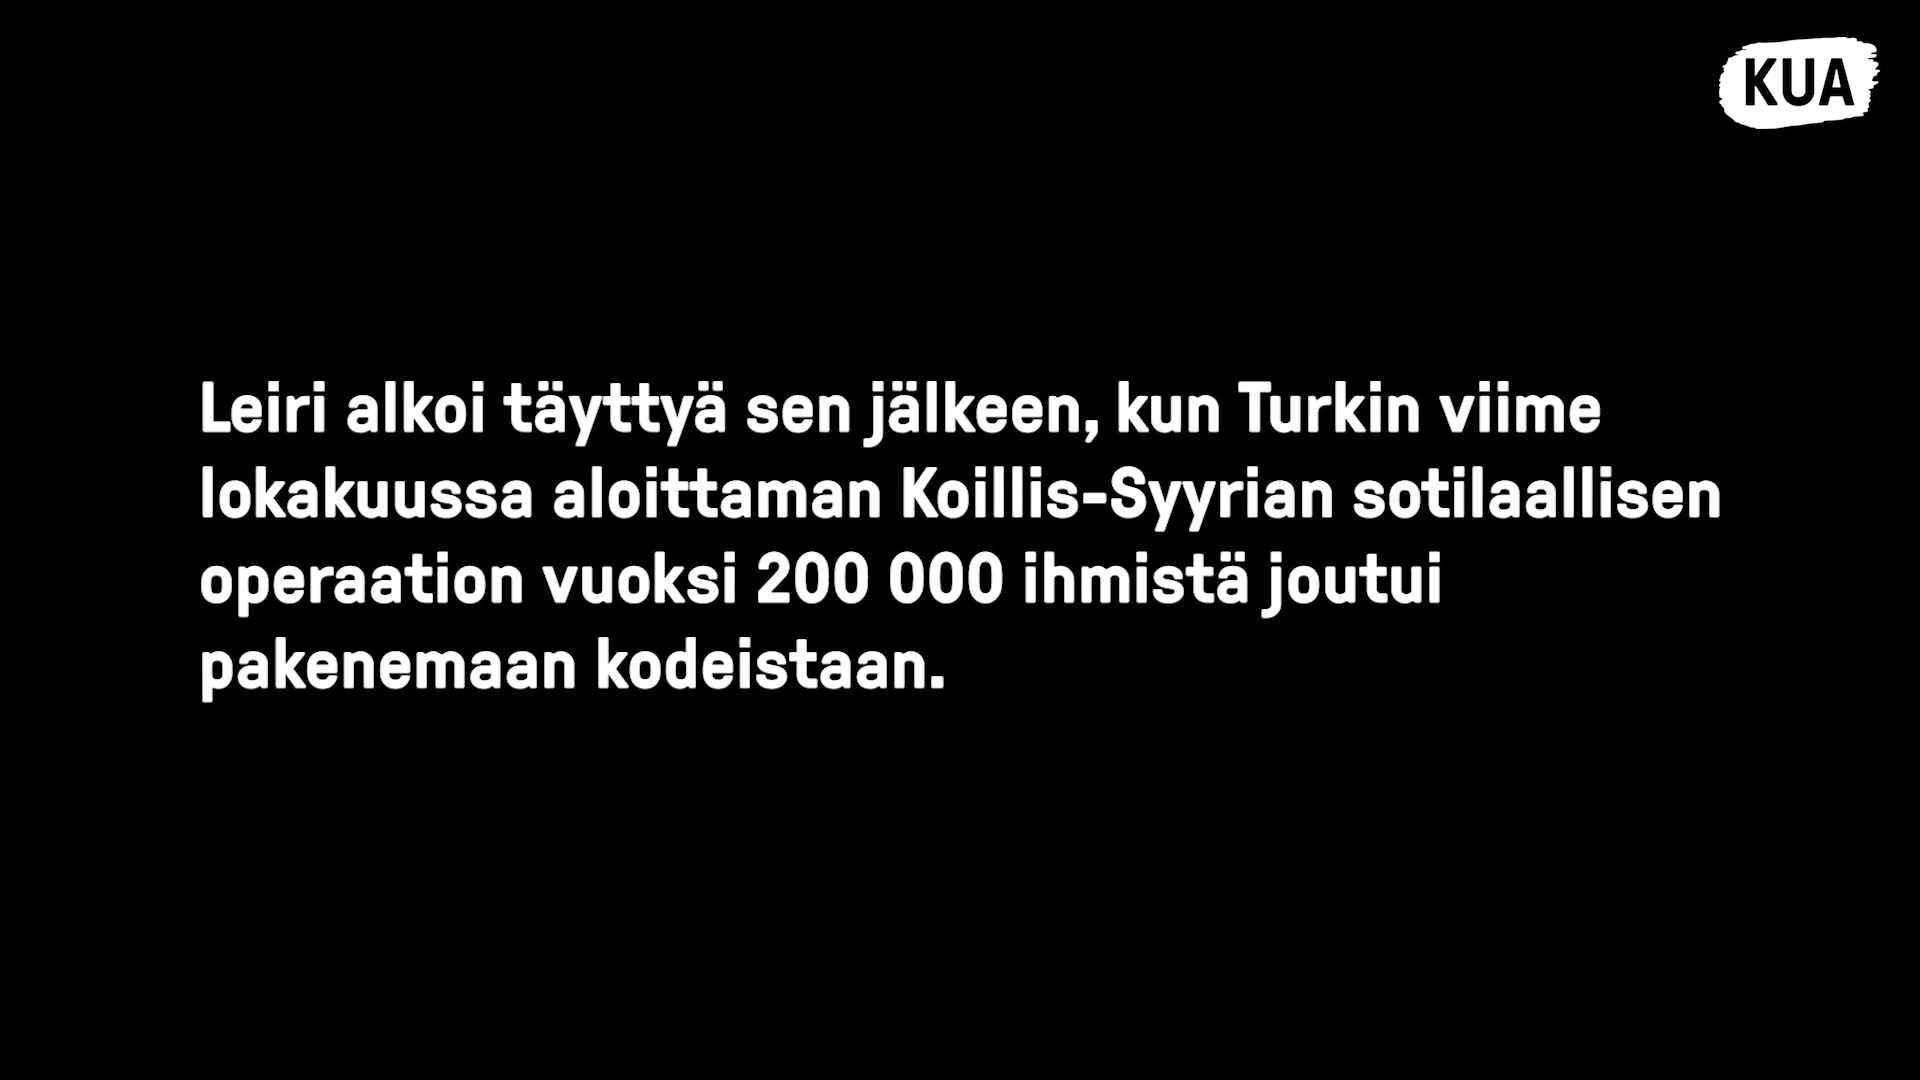 KUA
Leiri alkoi täyttyä sen jälkeen, kun Turkin viime
lokakuussa aloittaman Koillis-Syyrian sotilaallisen
operaation vuoksi 200 000 ihmistä joutui
pakenemaan kodeistaan.